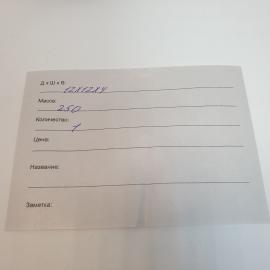 Д х Ш х В: 12х12х4
Масса: 250
Количество: 1
Цена:
Название:
Заметка: